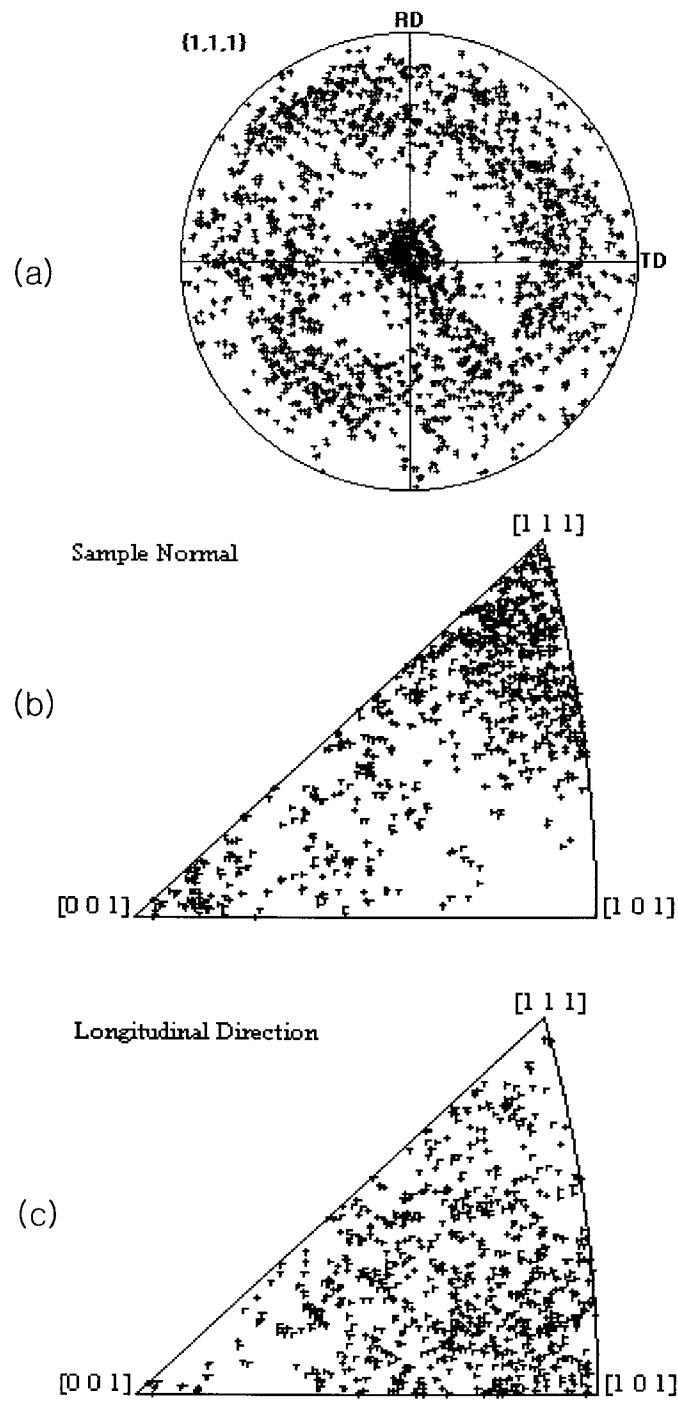 RD
{1,1,1}
TD
(a)
[1 1 1]
Sample Normal
(b)
[0 0 1]
[1 0 1]
[1 1 1]
Longitudinal Direction
(c)
[0 0 1]
[1 0 1]